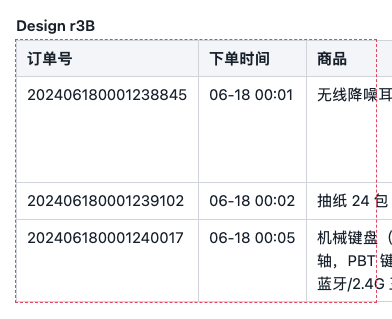 Design r3B
订单号 下单时间 商品
202406180001238845 06-18 00:01 无线降噪耳
202406180001239102 06-18 00:02 抽纸 24 包
202406180001240017 06-18 00:05 机械键盘（
轴，PBT 键
蓝牙/2.4G